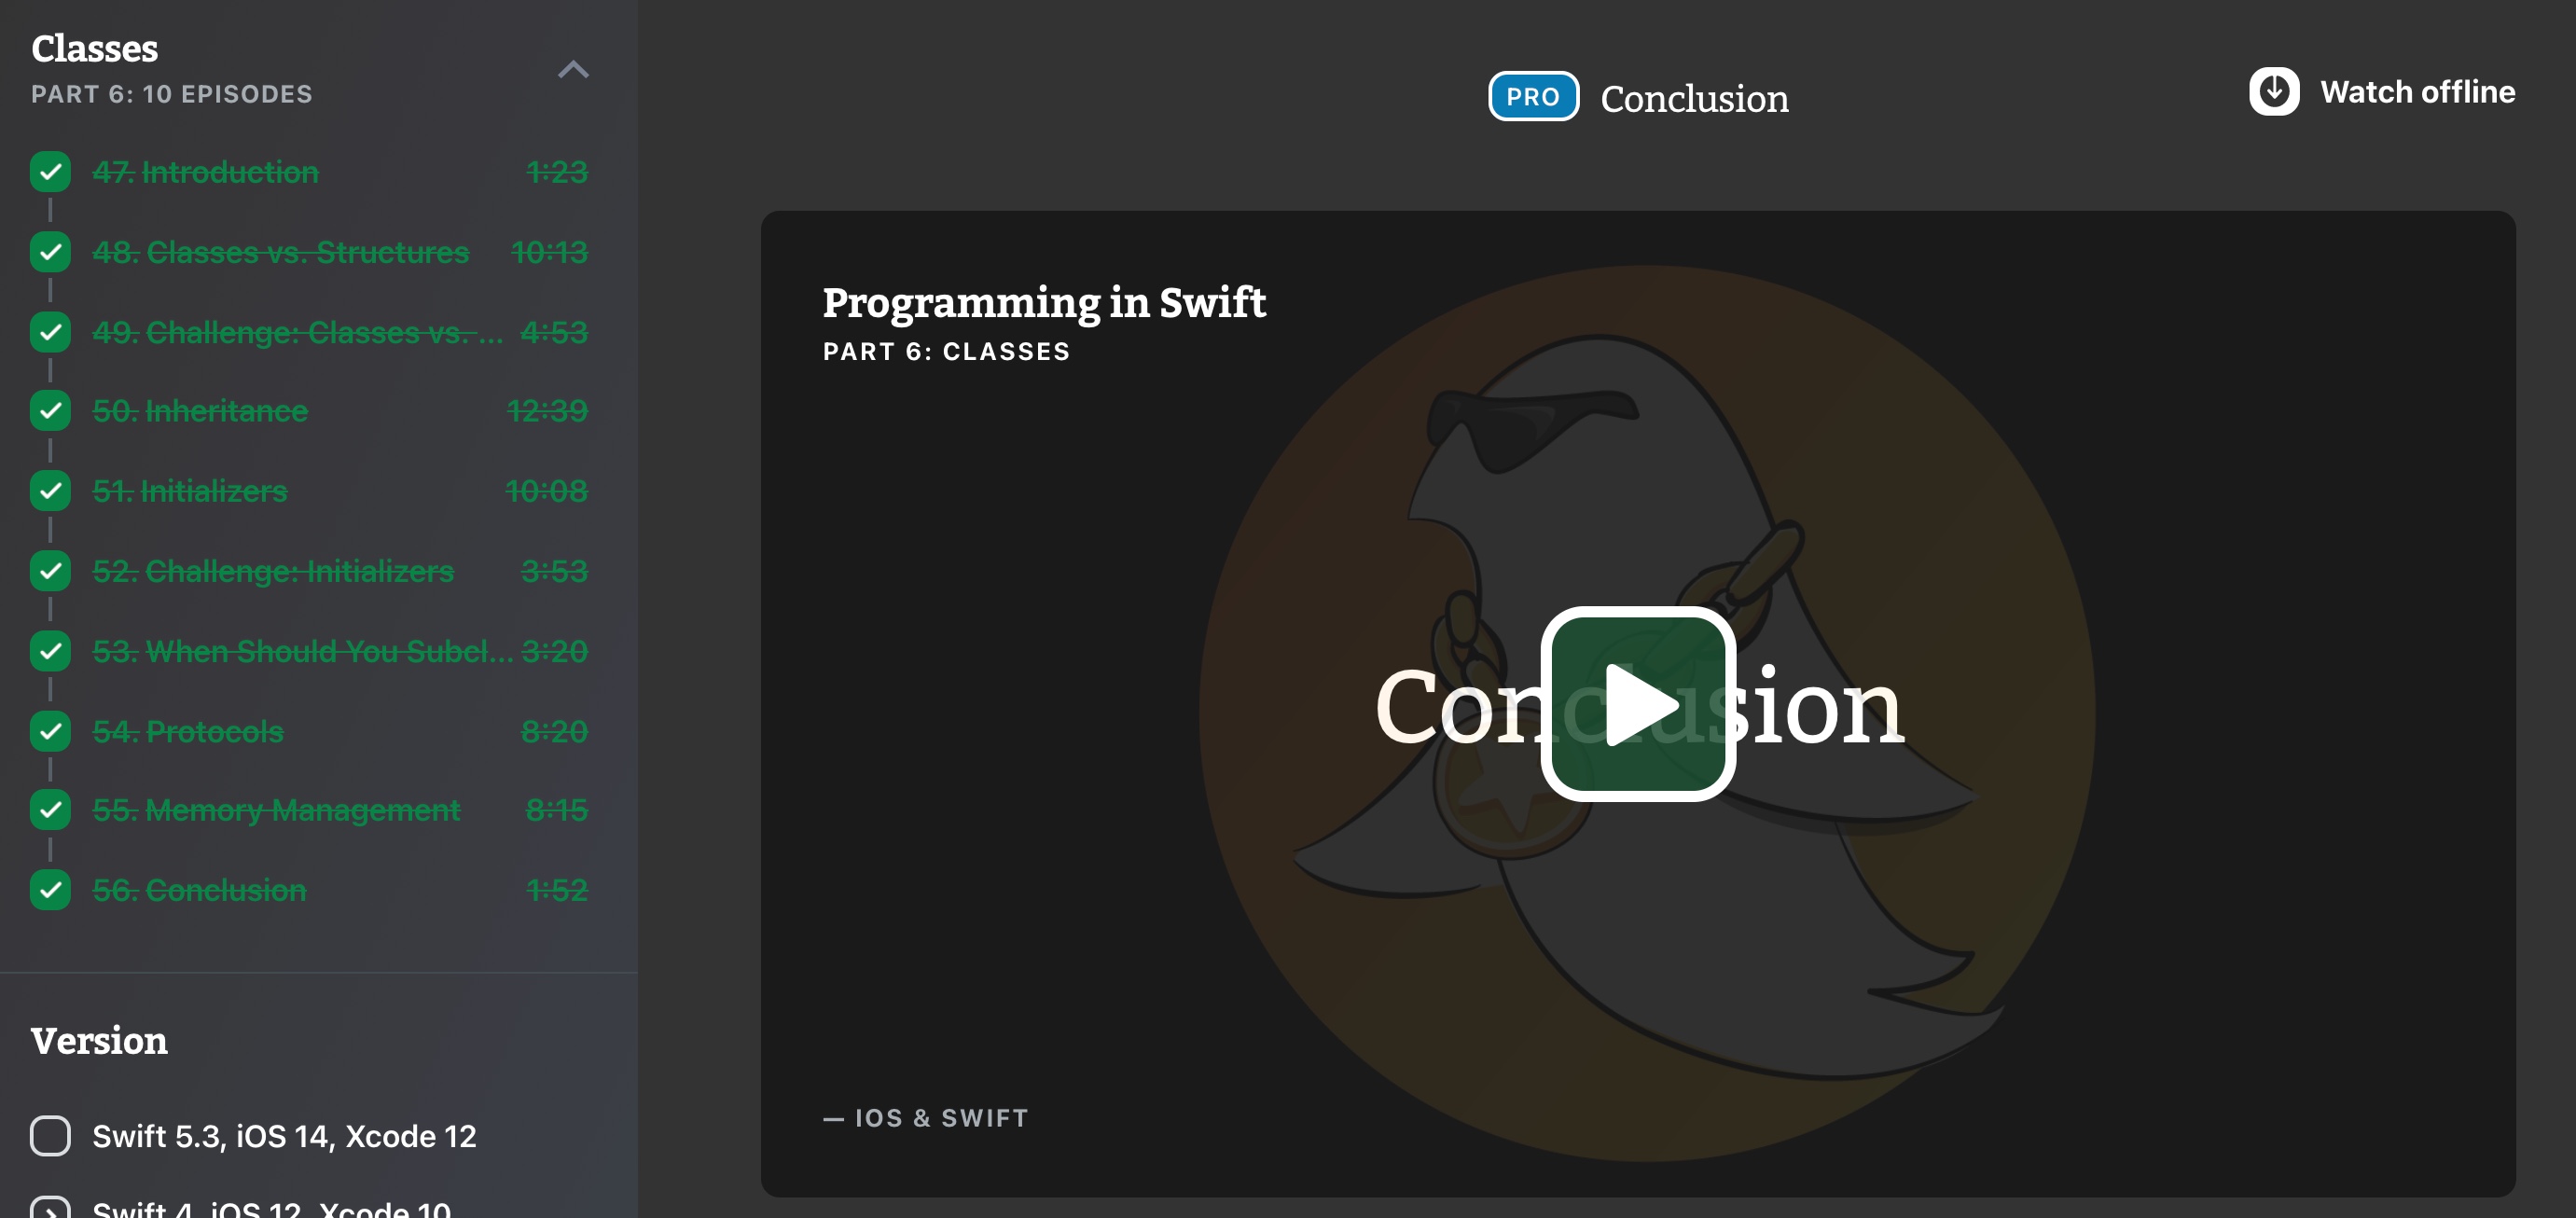 Classes
PART 6: 10 EPISODES
47. Introduction 1:23
48. Classes vs. Structures 10:13
49. Challenge: Classes vs. ... 4:53
50. Inheritance 12:39
51. Initializers 10:08
52. Challenge: Initializers 3:53
53. When Should You Subcl... 3:20
54. Protocols 8:20
55. Memory Management 8:15
56. Conclusion 1:52
Version
Swift 5.3, iOS 14, Xcode 12
Swift 4, iOS 12, Xcode 10
PRO Conclusion
Watch offline
Programming in Swift
PART 6: CLASSES
Conclusion
— IOS & SWIFT